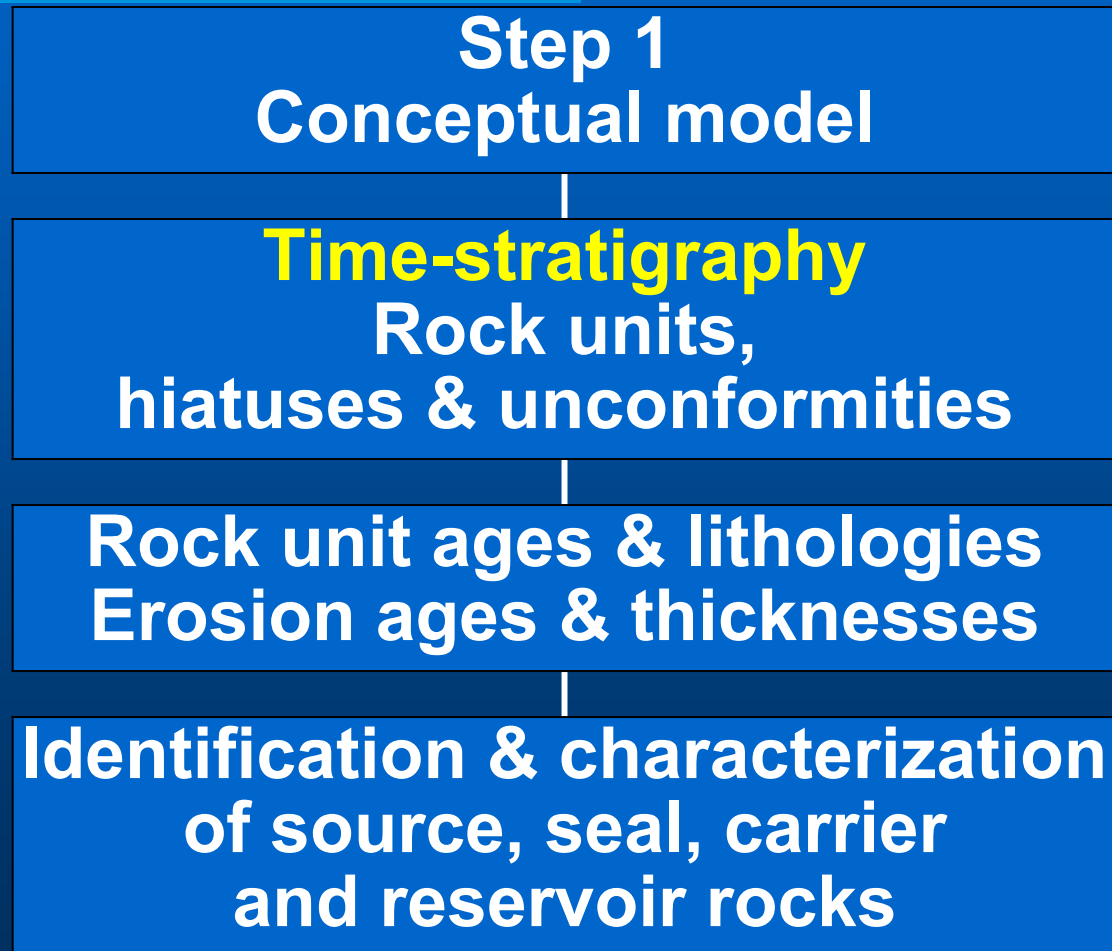 Step 1
Conceptual model
Time-stratigraphy
Rock units,
hiatuses & unconformities
Rock unit ages & lithologies
Erosion ages & thicknesses
Identification & characterization
of source, seal, carrier
and reservoir rocks